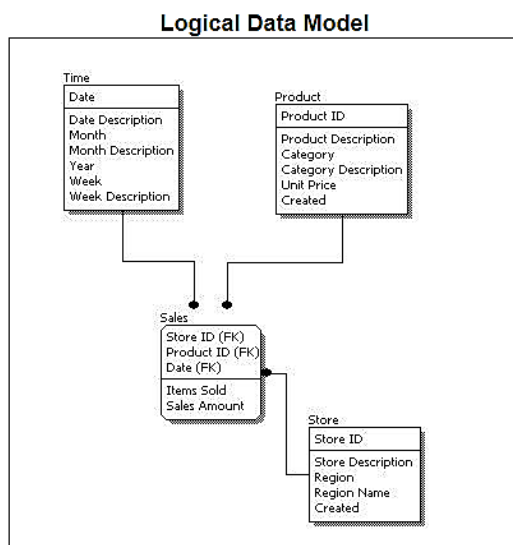 Logical Data Model
Time
Date
Date Description
Month
Month Description
Year
Week
Week Description
Product
Product ID
Product Description
Category
Category Description
Unit Price
Created
Sales
Store ID (FK)
Product ID (FK)
Date (FK)
Items Sold
Sales Amount
Store
Store ID
Store Description
Region
Region Name
Created